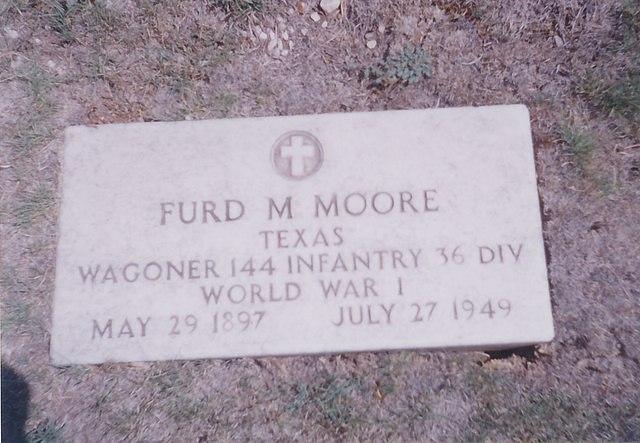 FURD M MOORE
TEXAS
WAGONER 144 INFANTRY 36 DIV
WORLD WAR I
MAY 29 1897 JULY 27 1949